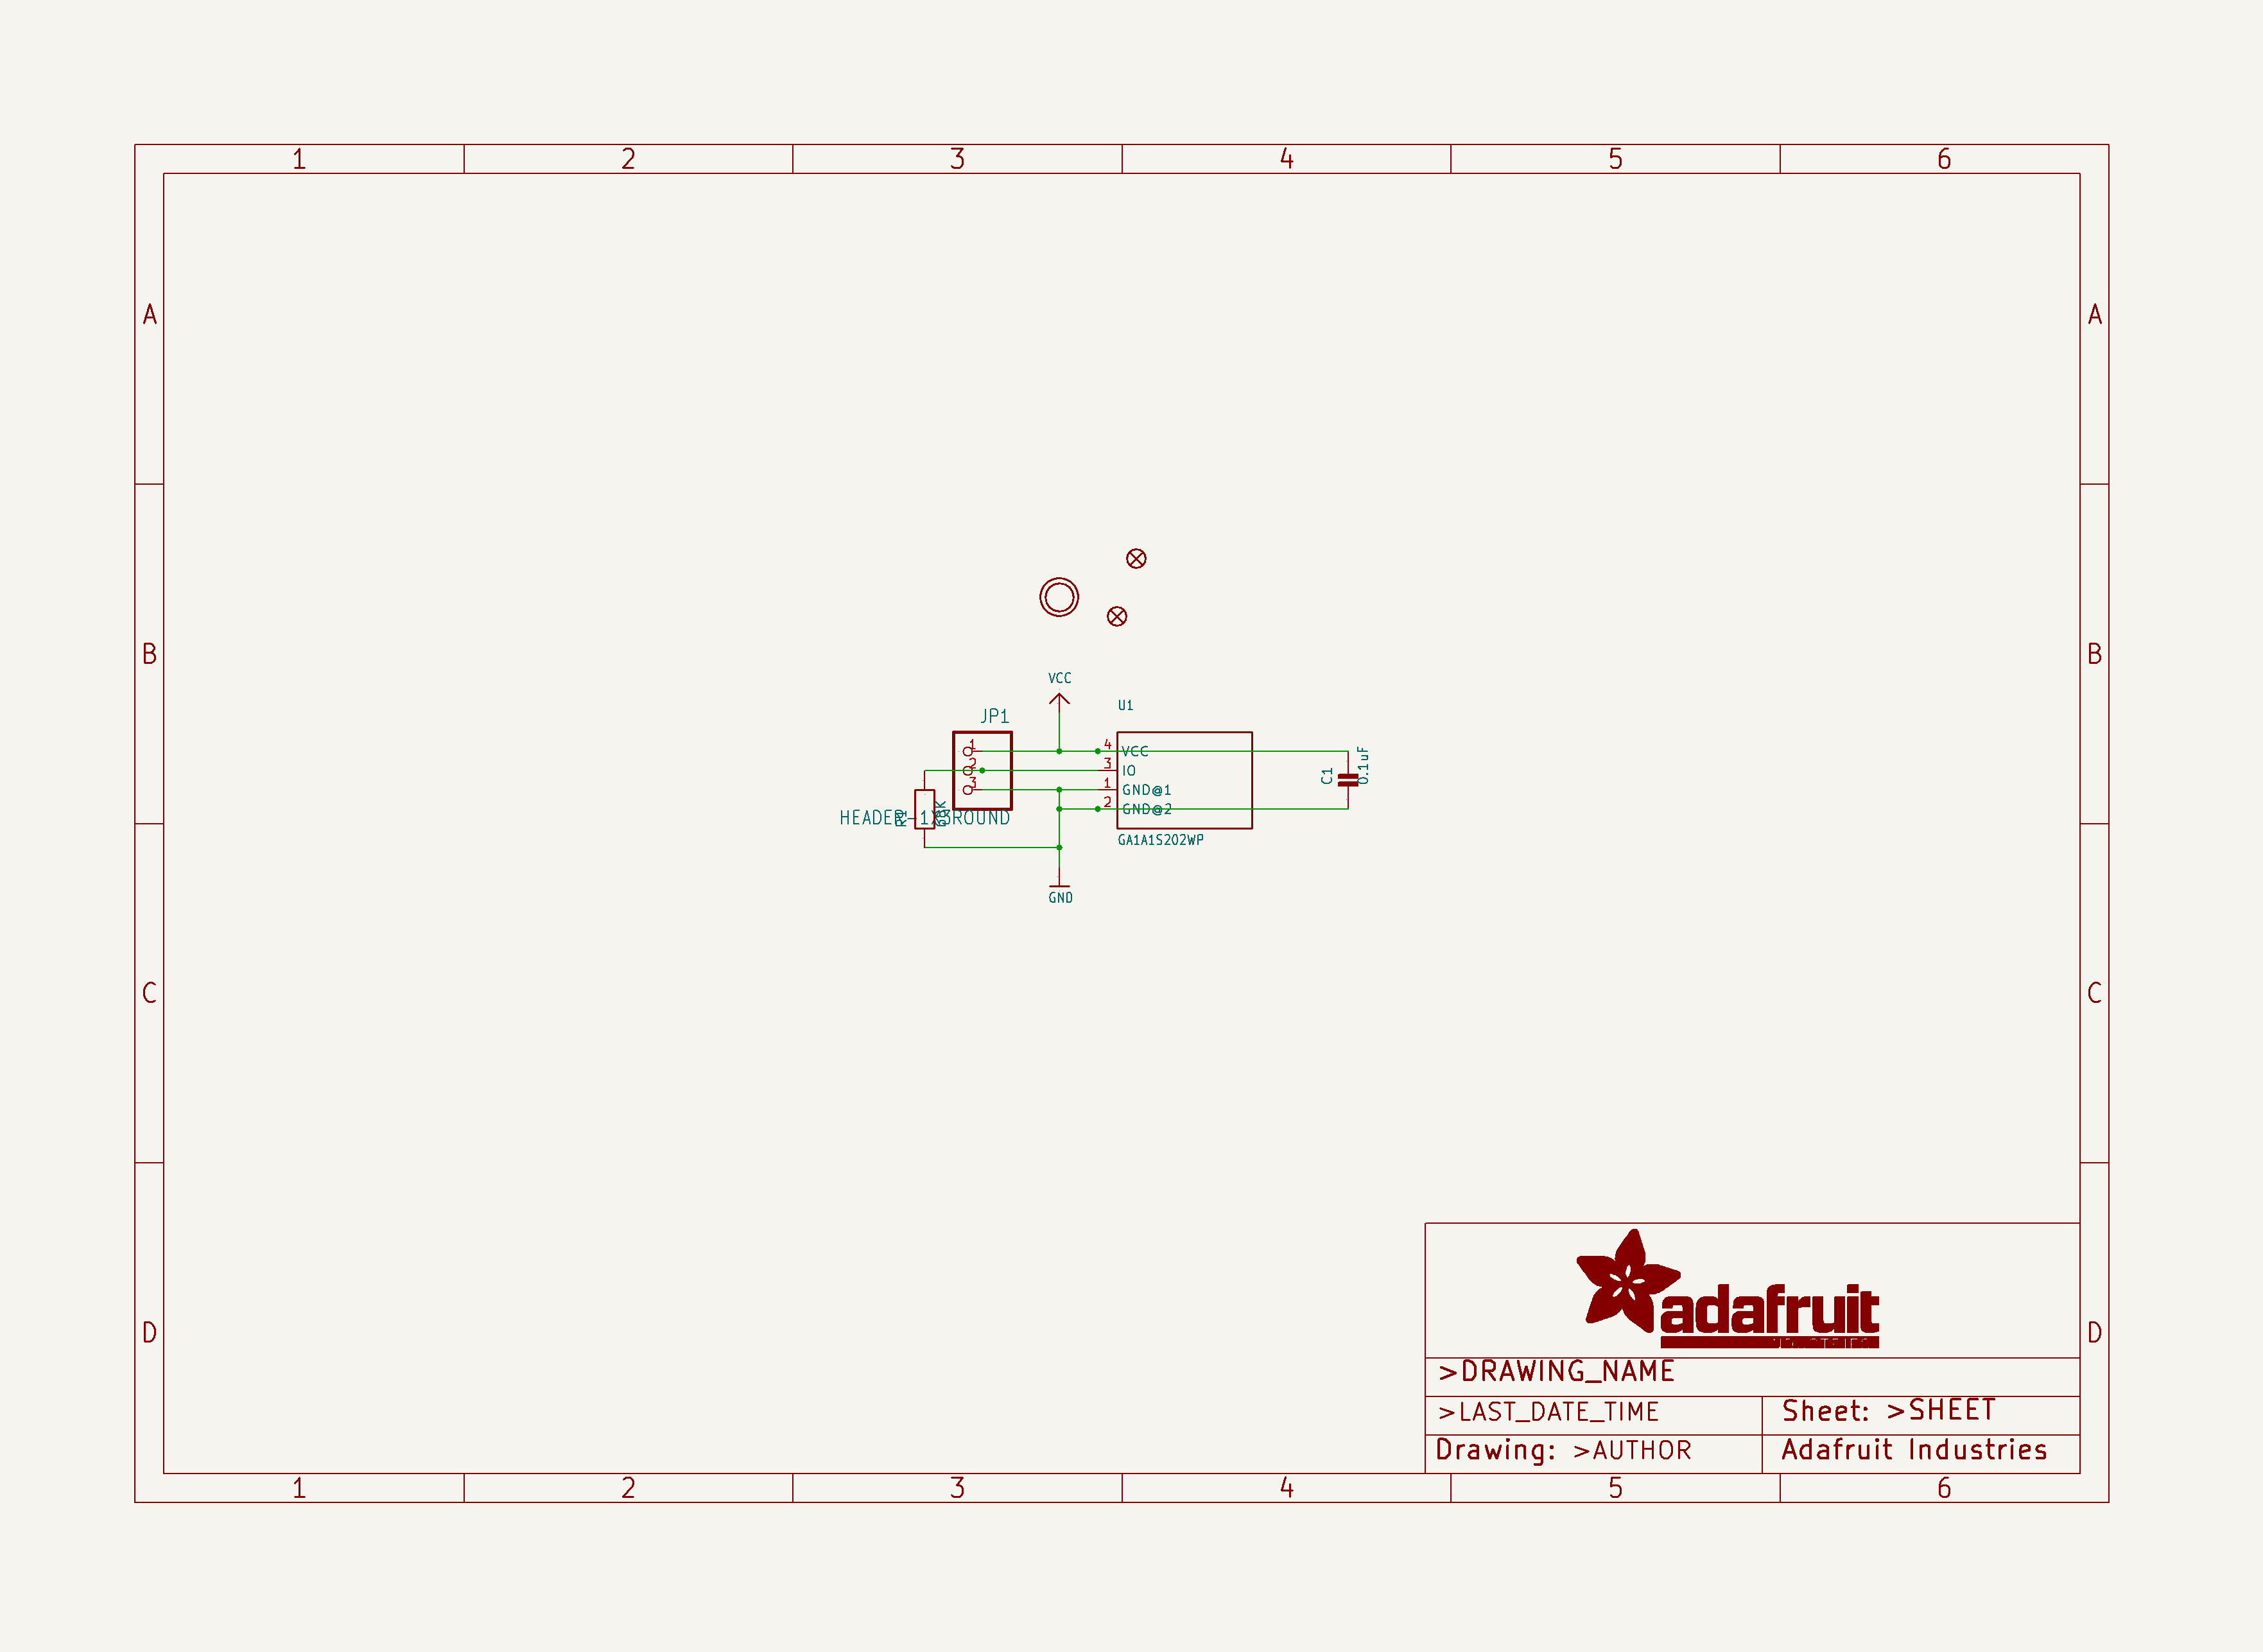 1 2 3 4 5 6
A A
B B
VCC
U1
JP1
1 4 VCC
2 3 IO
3 1 GND@1
2 GND@2
C1 0.1uF
R1 68K
HEADER-1X3ROUND
GA1A1S202WP
GND
C C
D D
adafruit
>DRAWING_NAME
>LAST_DATE_TIME Sheet: >SHEET
Drawing: >AUTHOR Adafruit Industries
1 2 3 4 5 6